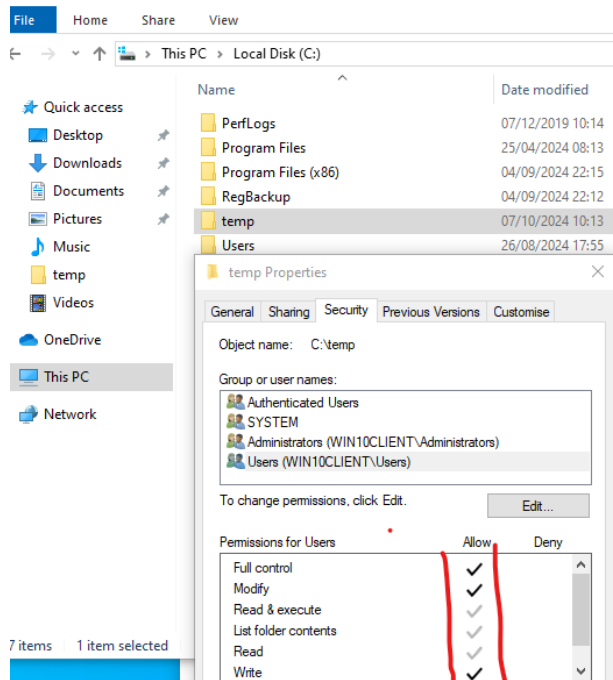 File Home Share View
This PC > Local Disk (C:)
Name Date modified
Quick access
Desktop
Downloads
Documents
Pictures
Music
temp
Videos
OneDrive
This PC
Network
PerfLogs 07/12/2019 10:14
Program Files 25/04/2024 08:13
Program Files (x86) 04/09/2024 22:15
RegBackup 04/09/2024 22:12
temp 07/10/2024 10:13
Users 26/08/2024 17:55
temp Properties
General Sharing Security Previous Versions Customise
Object name: C:\temp
Group or user names:
Authenticated Users
SYSTEM
Administrators (WIN10CLIENT\Administrators)
Users (WIN10CLIENT\Users)
To change permissions, click Edit. Edit...
Permissions for Users Allow Deny
Full control
Modify
Read & execute
List folder contents
Read
Write
7 items 1 item selected